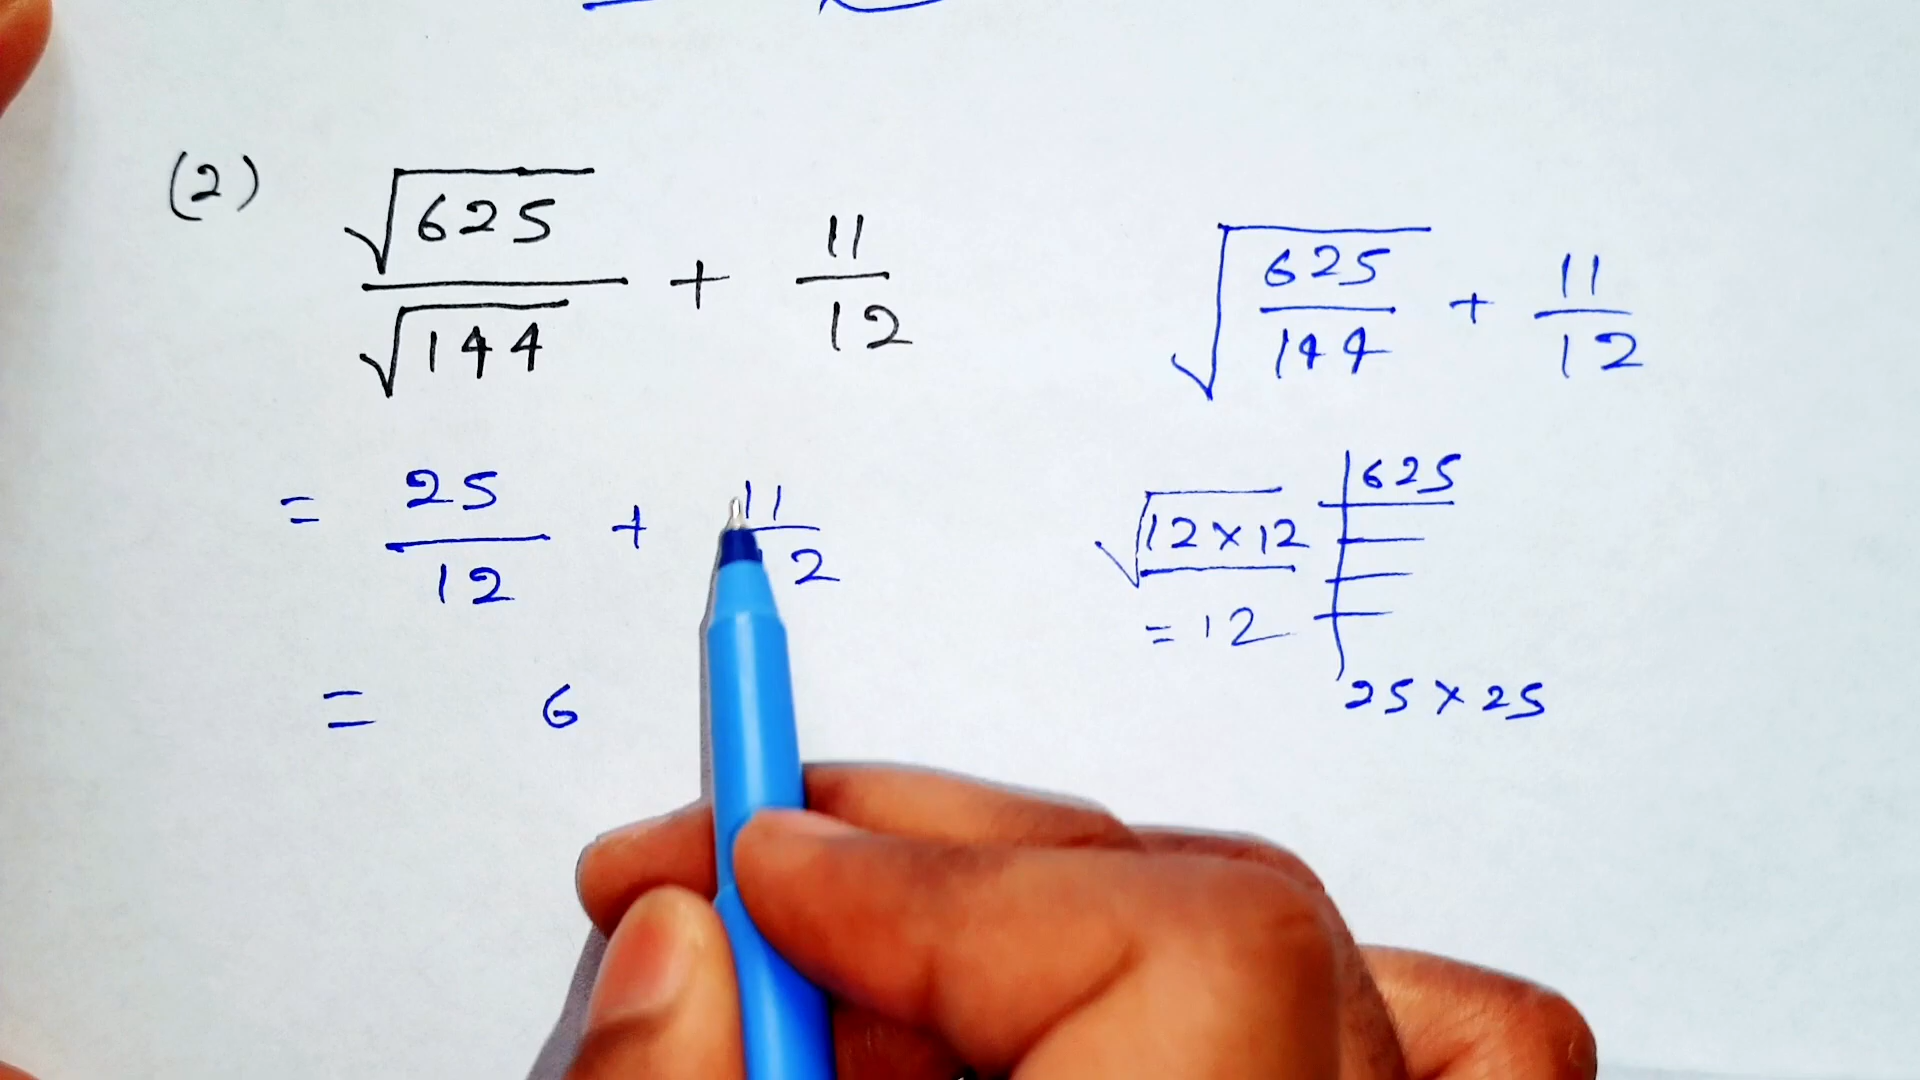 (2) √625 / √144 + 11/12
√(625/144) + 11/12
= 25/12 + 11/2
= 6
√12×12
= 12
625
25 × 25